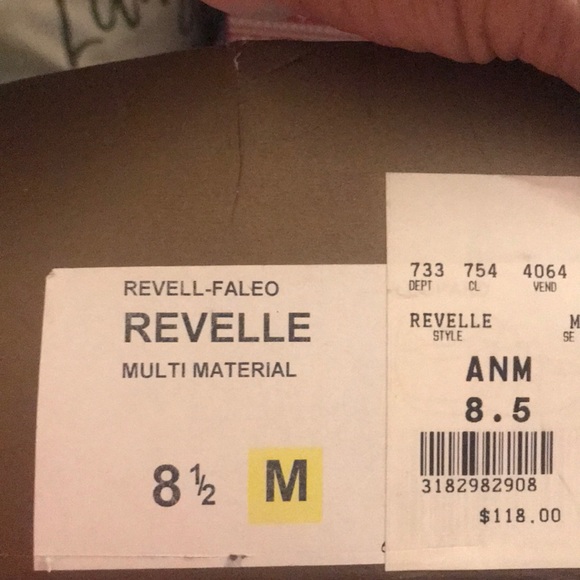 REVELL-FALEO
REVELLE
MULTI MATERIAL
8 ½ M
733 754 4064
DEPT CL VEND
REVELLE M
STYLE SE
ANM
8.5
3182982908
$118.00